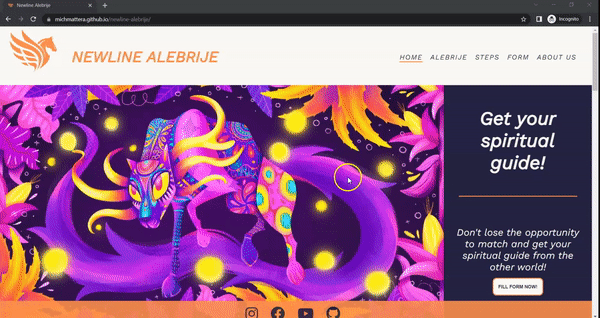 Newline Alebrije
michmattera.github.io/newline-alebrije/
Incognito
NEWLINE ALEBRIJE
HOME ALEBRIJE STEPS FORM ABOUT US
Get your
spiritual
guide!
Don't lose the opportunity
to match and get your
spiritual guide from the
other world!
FILL FORM NOW!